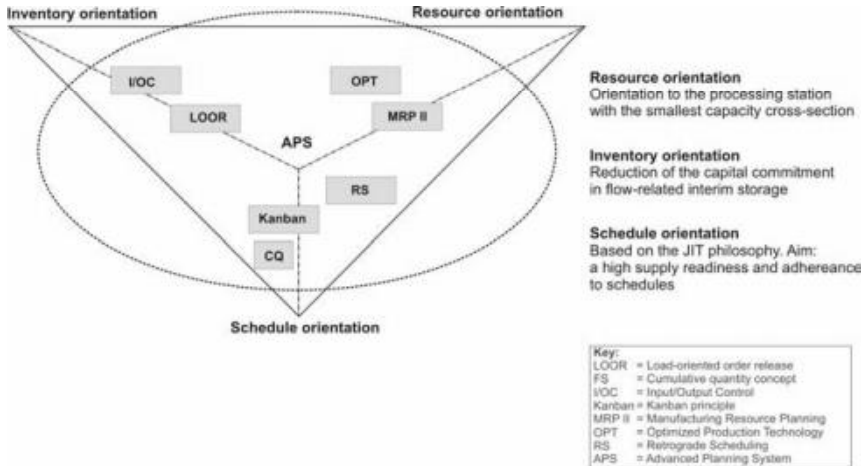 Inventory orientation
Resource orientation
I/OC
OPT
LOOR
MRP II
APS
RS
Kanban
CQ
Schedule orientation
Resource orientation
Orientation to the processing station
with the smallest capacity cross-section
Inventory orientation
Reduction of the capital commitment
in flow-related interim storage
Schedule orientation
Based on the JIT philosophy. Aim:
a high supply readiness and adhereance
to schedules
Key:
LOOR = Load-oriented order release
FS = Cumulative quantity concept
I/OC = Input/Output Control
Kanban = Kanban principle
MRP II = Manufacturing Resource Planning
OPT = Optimized Production Technology
RS = Retrograde Scheduling
APS = Advanced Planning System